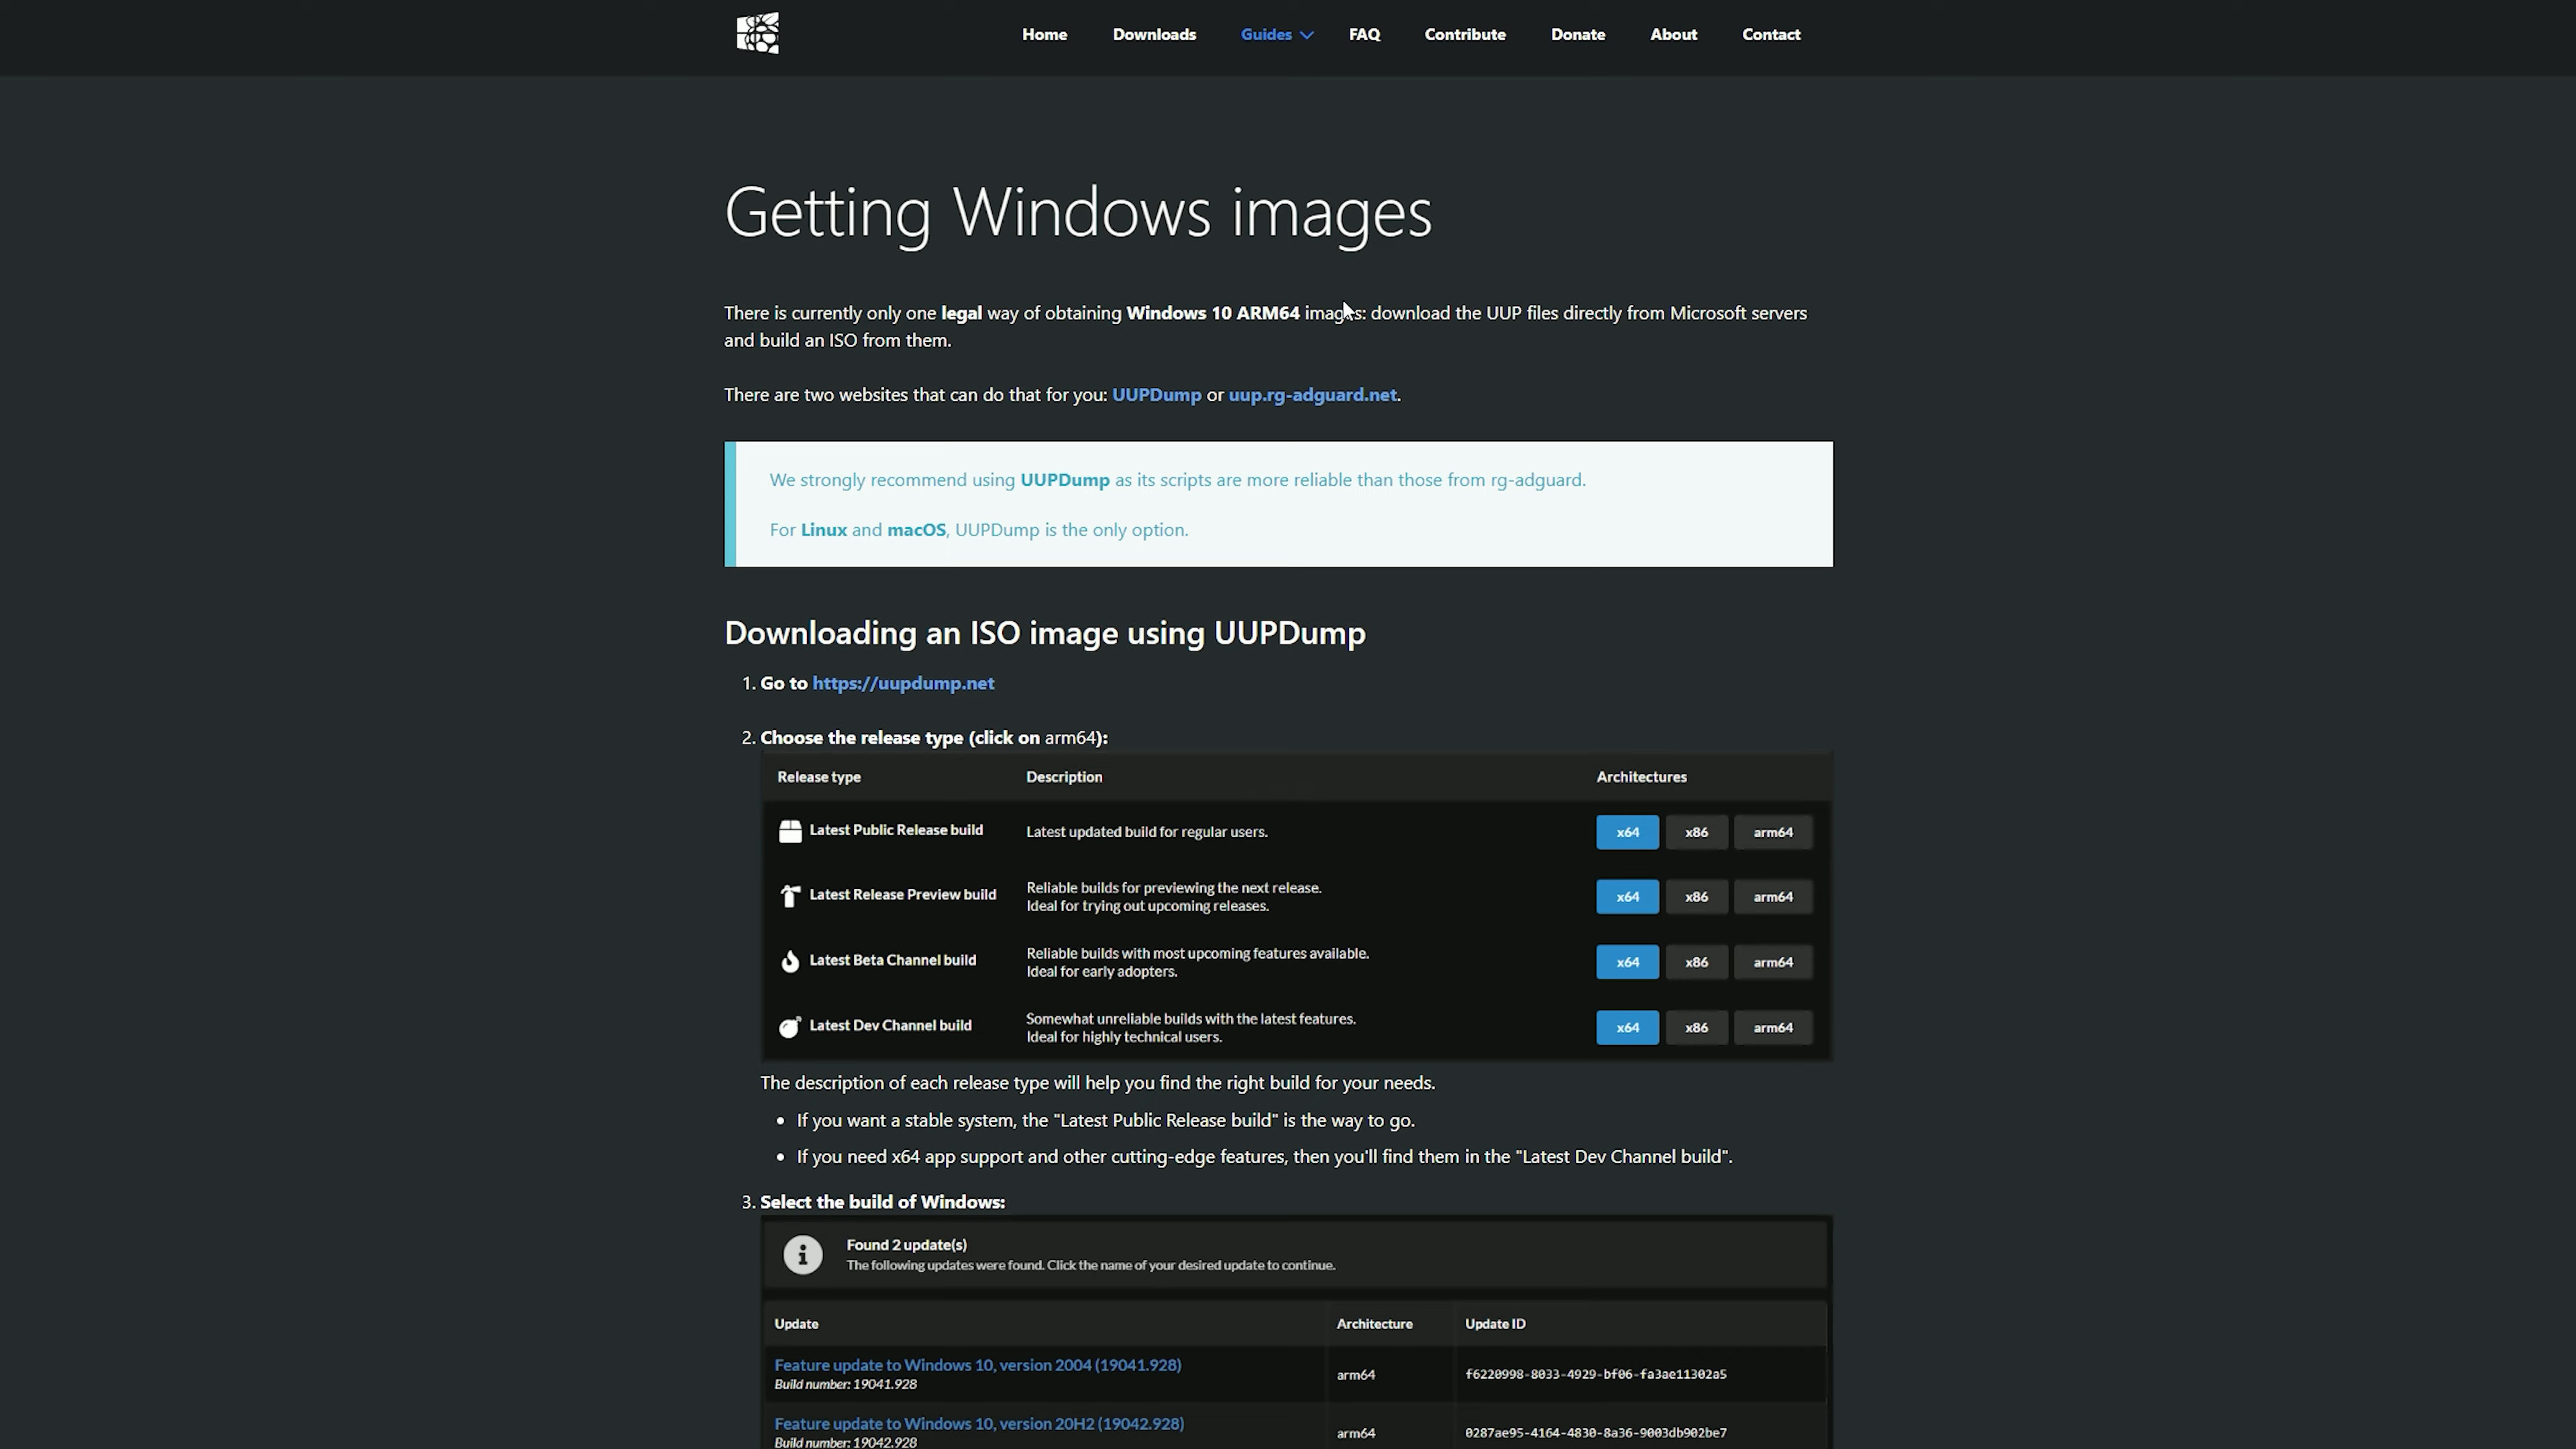 Home Downloads Guides FAQ Contribute Donate About Contact
Getting Windows images
There is currently only one legal way of obtaining Windows 10 ARM64 images: download the UUP files directly from Microsoft servers
and build an ISO from them.
There are two websites that can do that for you: UUPDump or uup.rg-adguard.net.
We strongly recommend using UUPDump as its scripts are more reliable than those from rg-adguard.
For Linux and macOS, UUPDump is the only option.
Downloading an ISO image using UUPDump
1. Go to https://uupdump.net
2. Choose the release type (click on arm64):
Release type Description Architectures
Latest Public Release build Latest updated build for regular users. x64 x86 arm64
Latest Release Preview build Reliable builds for previewing the next release. x64 x86 arm64
Ideal for trying out upcoming releases.
Latest Beta Channel build Reliable builds with most upcoming features available. x64 x86 arm64
Ideal for early adopters.
Latest Dev Channel build Somewhat unreliable builds with the latest features. x64 x86 arm64
Ideal for highly technical users.
The description of each release type will help you find the right build for your needs.
• If you want a stable system, the "Latest Public Release build" is the way to go.
• If you need x64 app support and other cutting-edge features, then you'll find them in the "Latest Dev Channel build".
3. Select the build of Windows:
Found 2 update(s)
The following updates were found. Click the name of your desired update to continue.
Update Architecture Update ID
Feature update to Windows 10, version 2004 (19041.928)
Build number: 19041.928 arm64 f6220998-8033-4929-bf06-fa3ae11302a5
Feature update to Windows 10, version 20H2 (19042.928)
Build number: 19042.928 arm64 0287ae95-4164-4830-8a36-9003db902be7